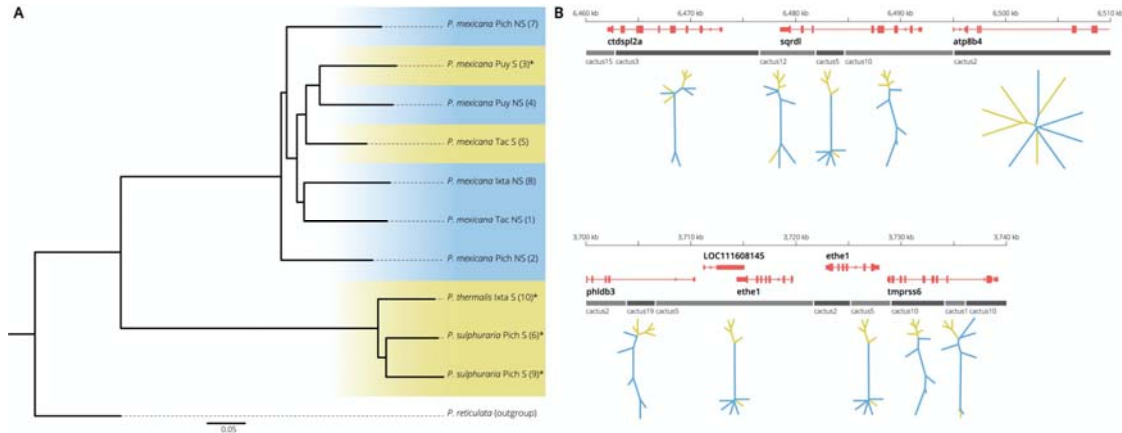 A
P. mexicana Pich NS (7)
P. mexicana Puy S (3)*
P. mexicana Puy NS (4)
P. mexicana Tac S (5)
P. mexicana Ixta NS (8)
P. mexicana Tac NS (1)
P. mexicana Pich NS (2)
P. thermalis Ixta S (10)*
P. sulphuraria Pich S (6)*
P. sulphuraria Pich S (9)*
P. reticulata (outgroup)
0.05
B
6,460 kb 6,470 kb 6,480 kb 6,490 kb 6,500 kb 6,510 kb
ctdspl2a sqrdl atp8b4
cactus15 cactus3 cactus12 cactus5 cactus10 cactus2
3,700 kb 3,710 kb 3,720 kb 3,730 kb 3,740 kb
LOC111608145 ethe1
phldb3 ethe1 tmprss6
cactus2 cactus19 cactus5 cactus2 cactus5 cactus10 cactus1 cactus10